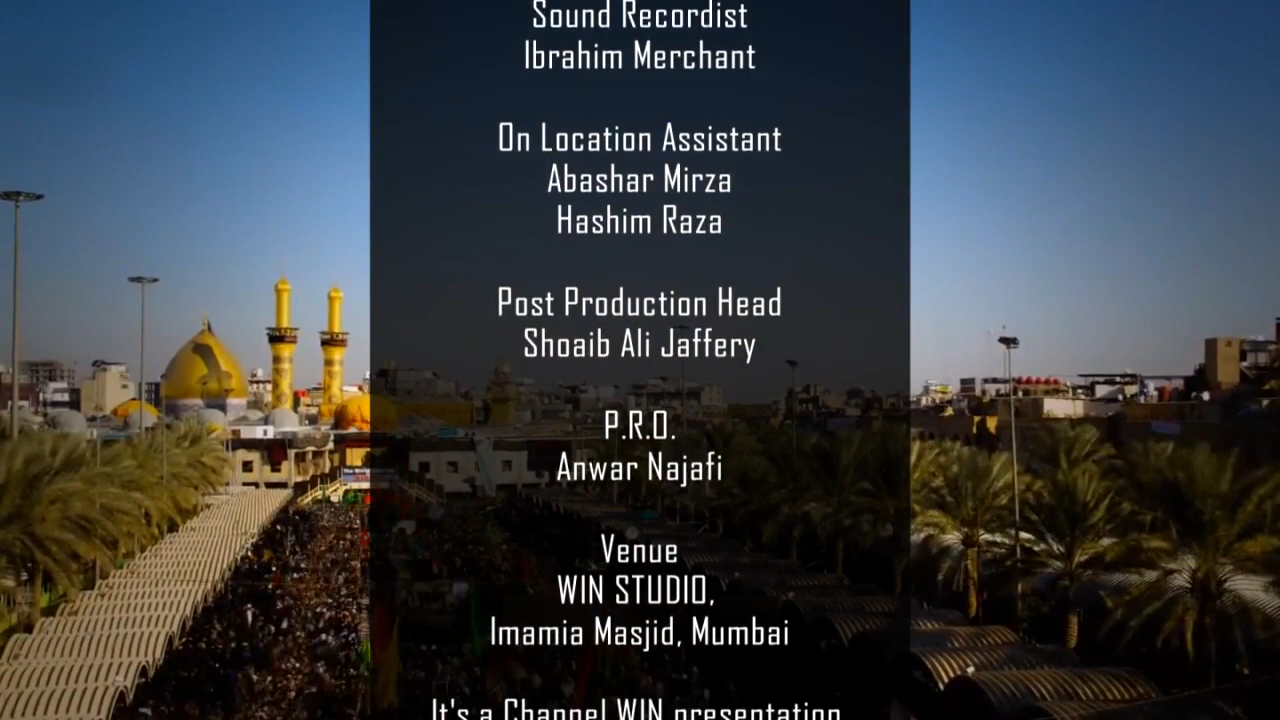 Sound Recordist
Ibrahim Merchant
On Location Assistant
Abashar Mirza
Hashim Raza
Post Production Head
Shoaib Ali Jaffery
P.R.O.
Anwar Najafi
Venue
WIN STUDIO,
Imamia Masjid, Mumbai
It's a Channel WIN presentation